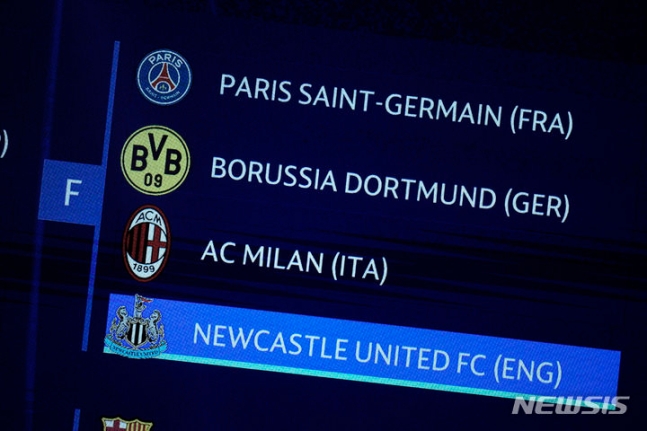 PARIS
PARIS SAINT-GERMAIN (FRA)
BVB
09
BORUSSIA DORTMUND (GER)
F
ACM
1899
AC MILAN (ITA)
NEWCASTLE UNITED FC (ENG)
NEWSIS